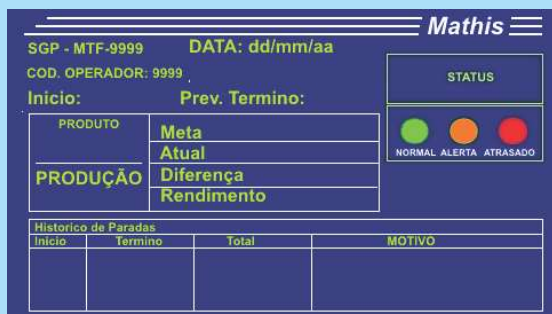 Mathis
SGP - MTF-9999 DATA: dd/mm/aa
COD. OPERADOR: 9999
Inicio: Prev. Termino:
STATUS
NORMAL ALERTA ATRASADO
PRODUTO
PRODUÇÃO
Meta
Atual
Diferença
Rendimento
Historico de Paradas
Inicio Termino Total MOTIVO